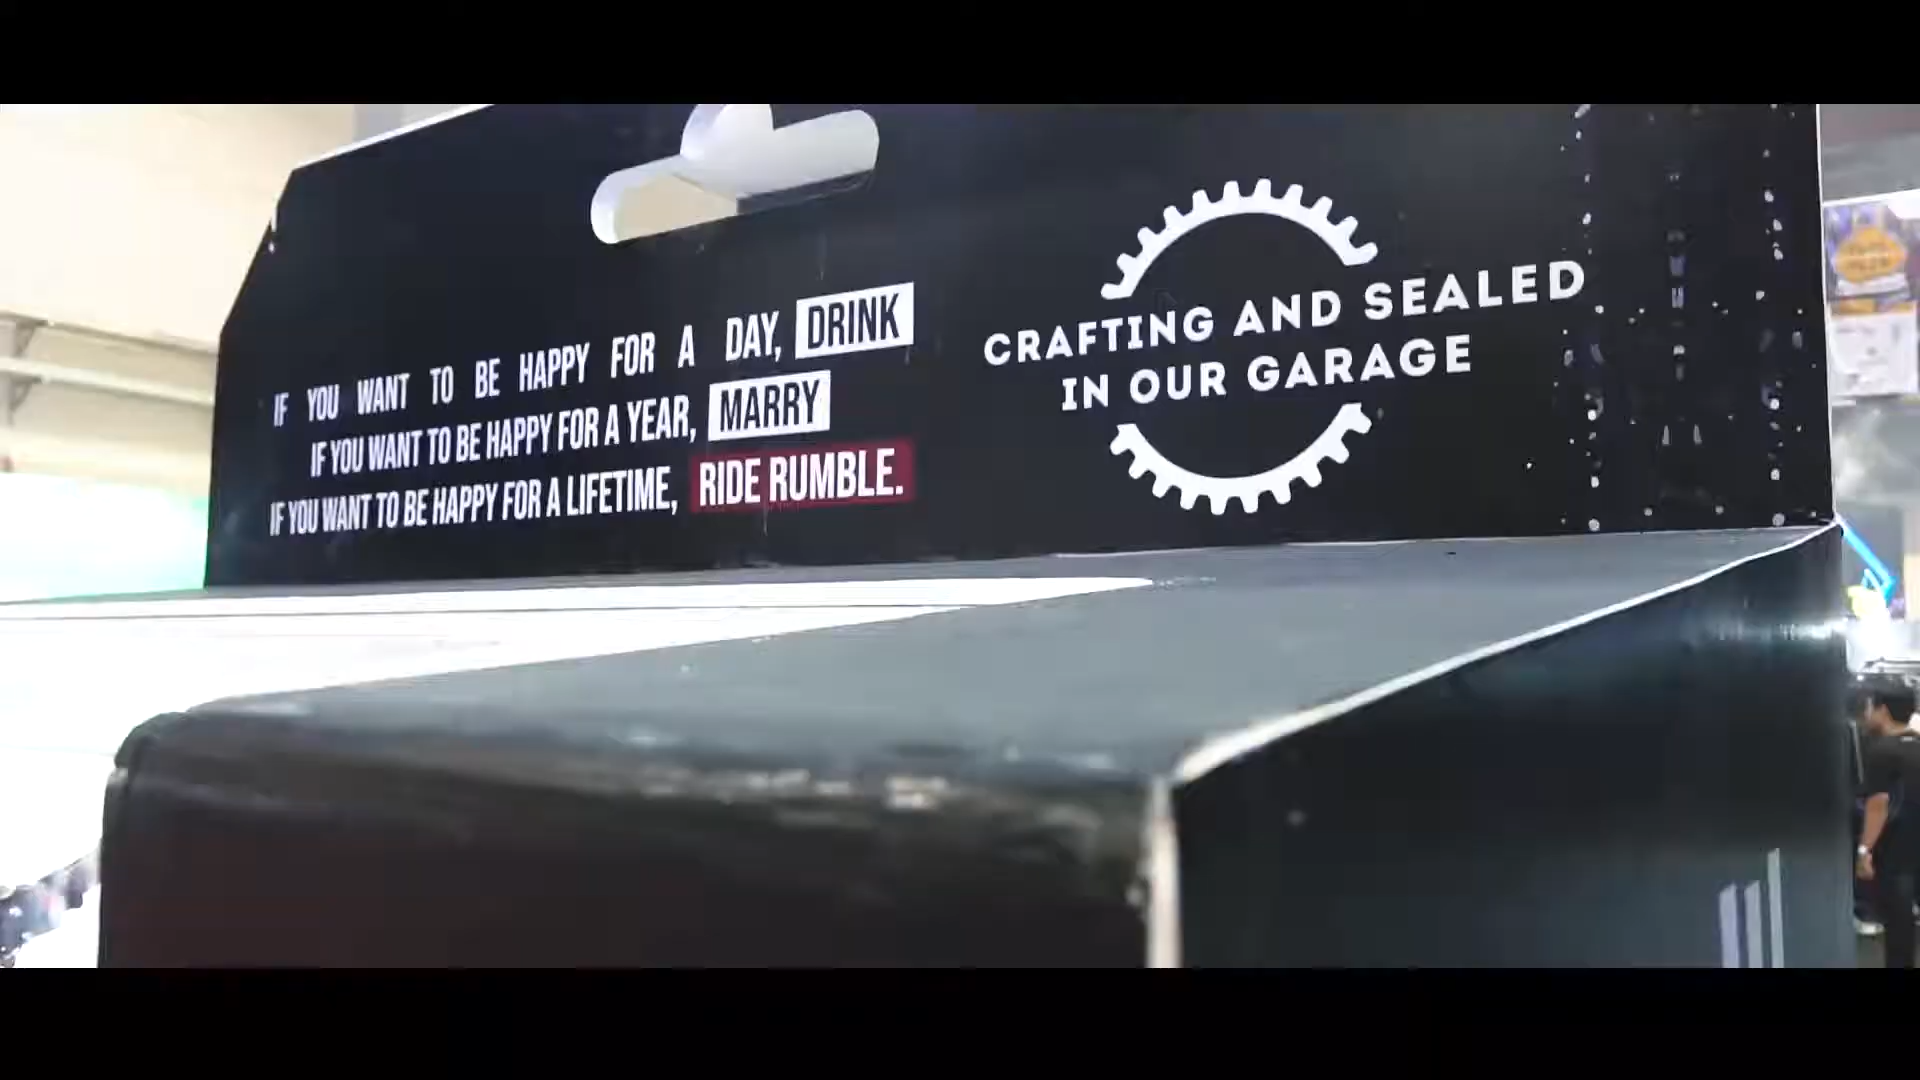 IF YOU WANT TO BE HAPPY FOR A DAY, DRINK
IF YOU WANT TO BE HAPPY FOR A YEAR, MARRY
IF YOU WANT TO BE HAPPY FOR A LIFETIME, RIDE RUMBLE.
CRAFTING AND SEALED
IN OUR GARAGE